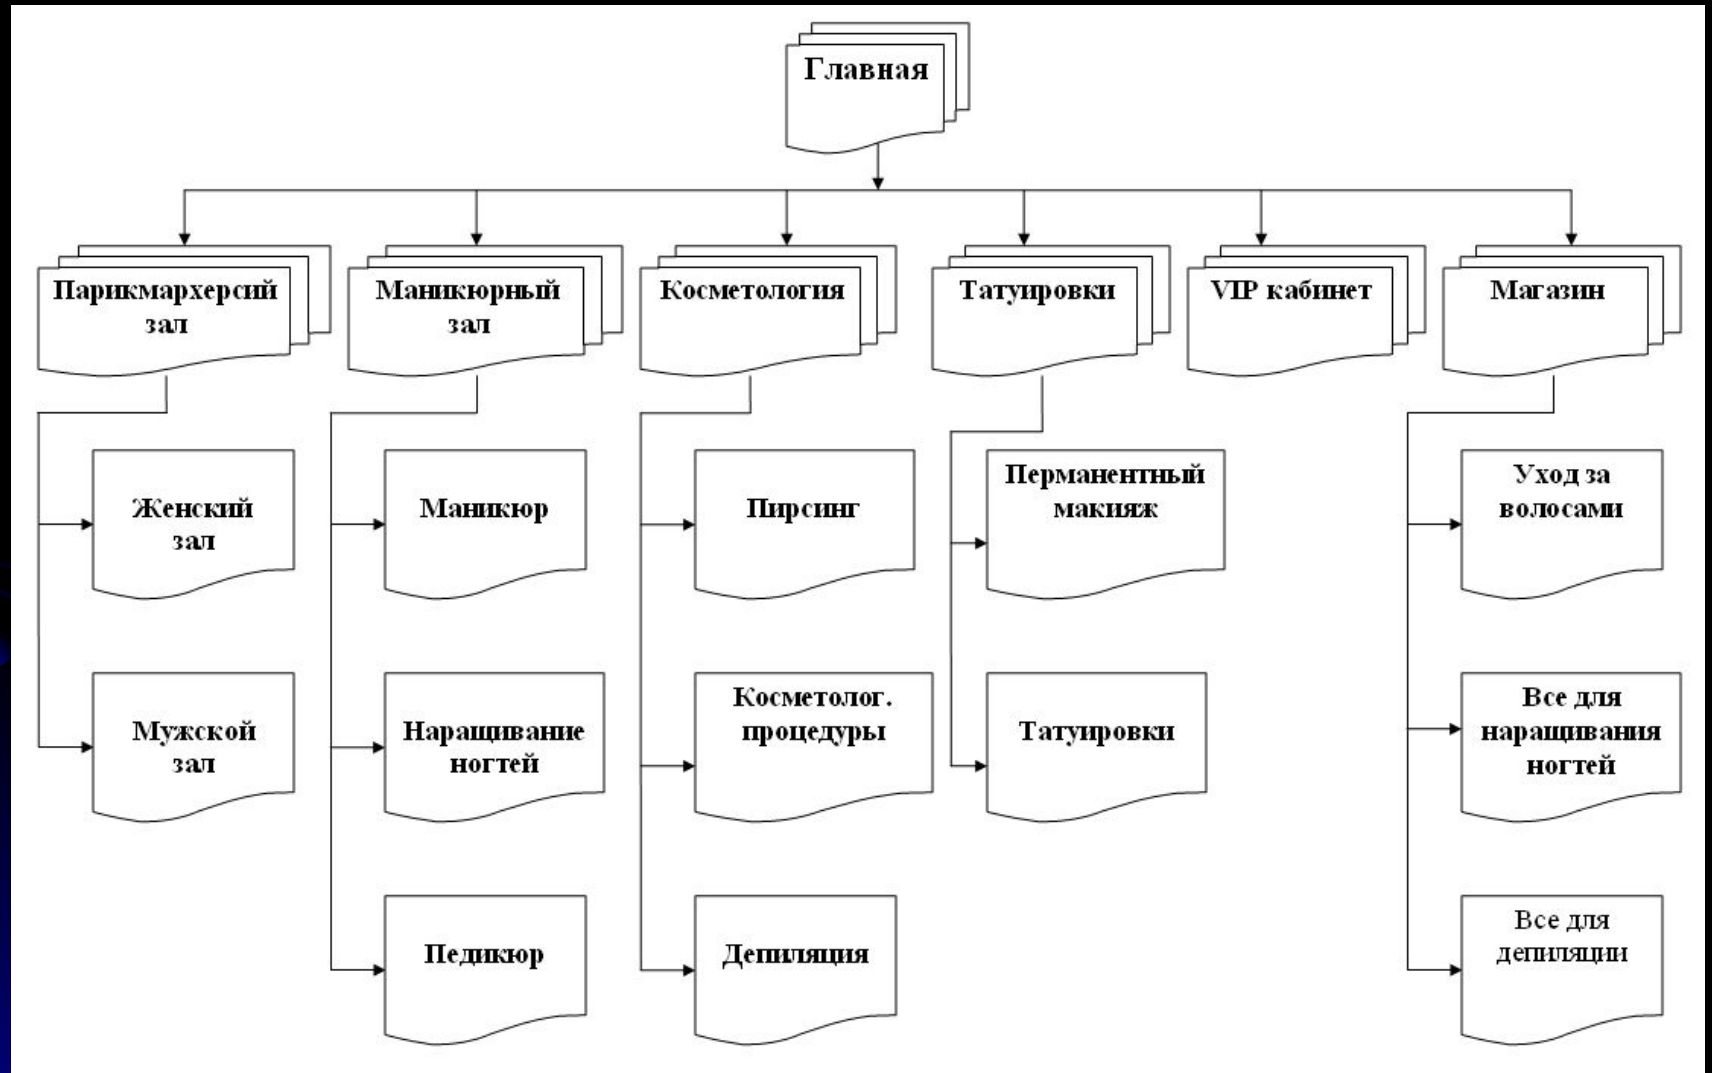 Главная
Парикмархерсий
зал
Маникюрный
зал
Косметология
Татуировки
VIP кабинет
Магазин
Женский
зал
Маникюр
Пирсинг
Перманентный
макияж
Уход за
волосами
Мужской
зал
Наращивание
ногтей
Косметолог.
процедуры
Татуировки
Все для
наращивания
ногтей
Педикюр
Депиляция
Все для
депиляции